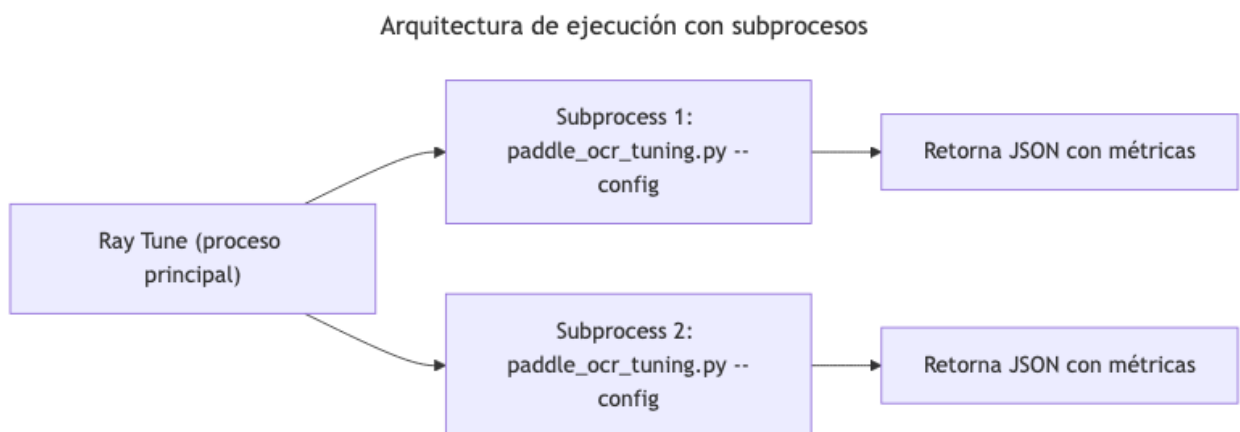 Arquitectura de ejecución con subprocesos
Ray Tune (proceso
principal)
Subprocess 1:
paddle_ocr_tuning.py --
config
Retorna JSON con métricas
Subprocess 2:
paddle_ocr_tuning.py --
config
Retorna JSON con métricas